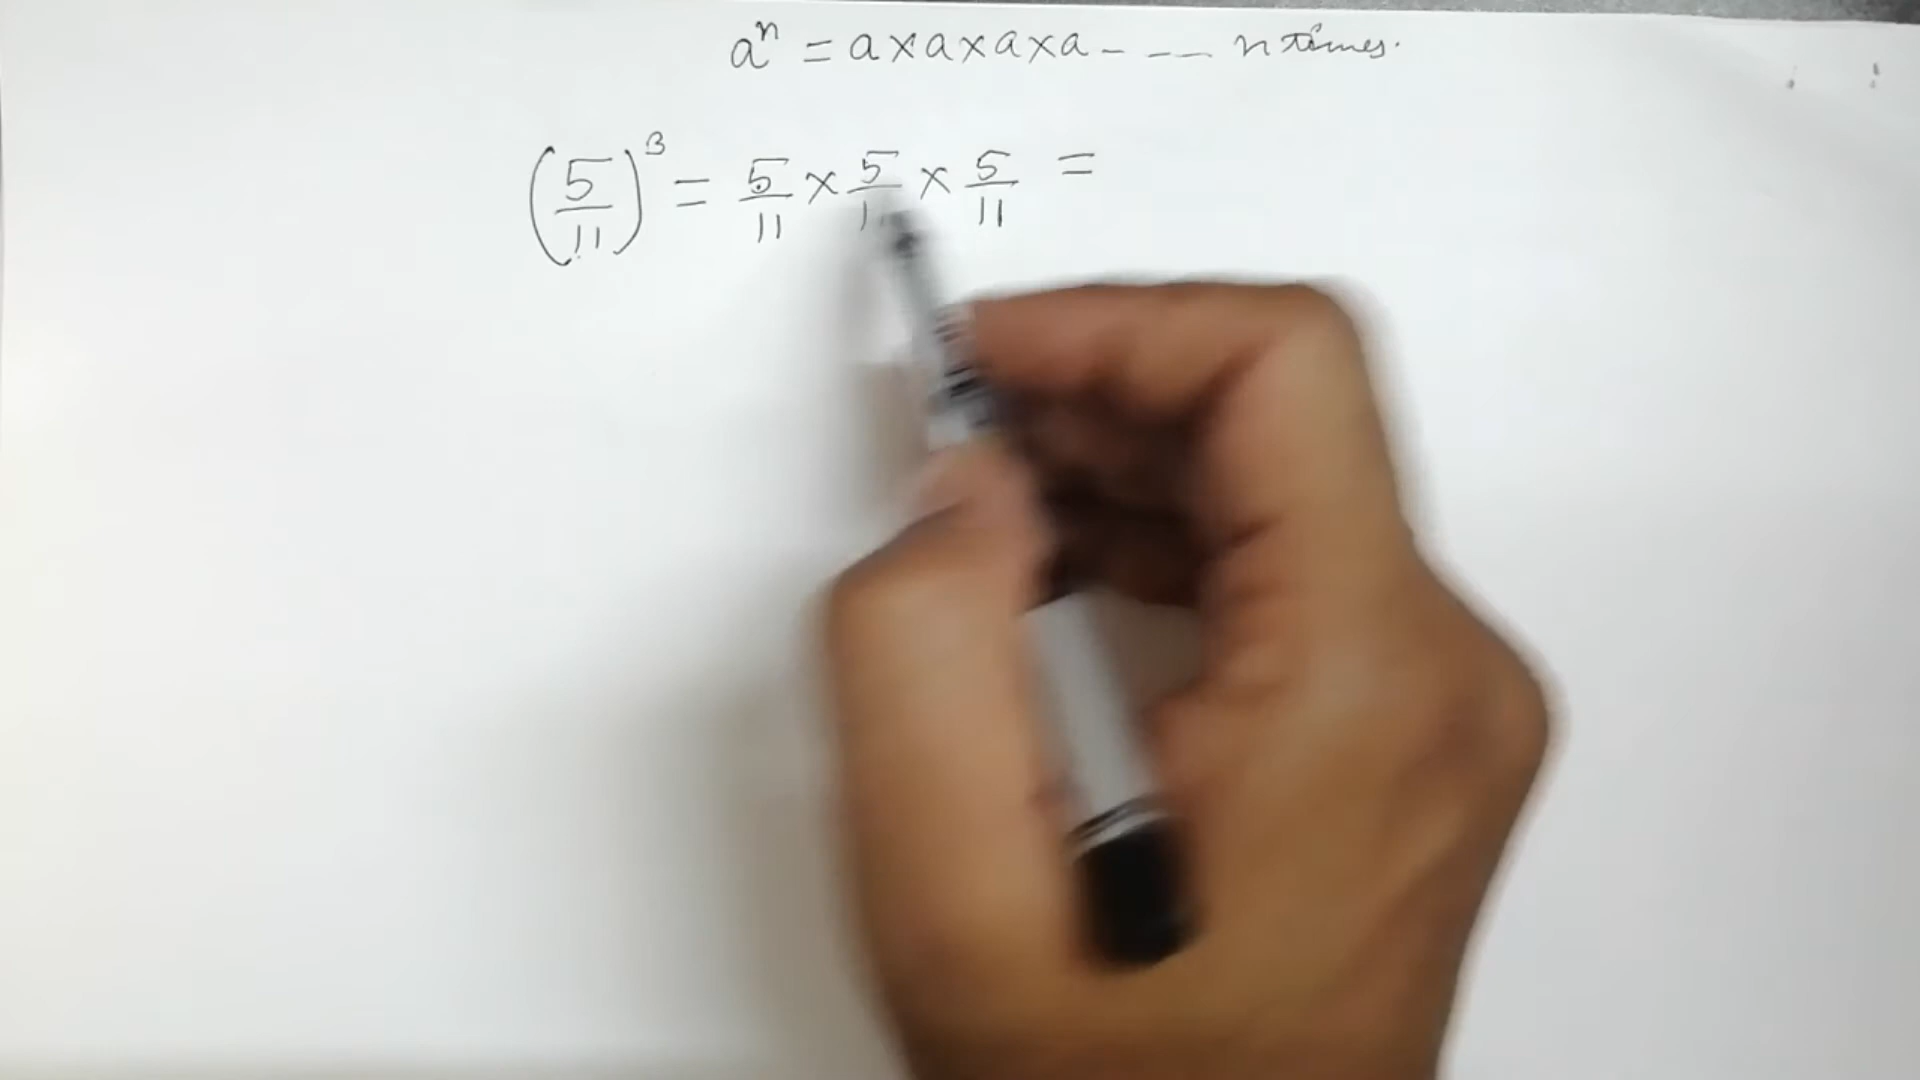 aⁿ = a × a × a × a - - - n times.
(5/11)³ = 5/11 × 5/11 × 5/11 =